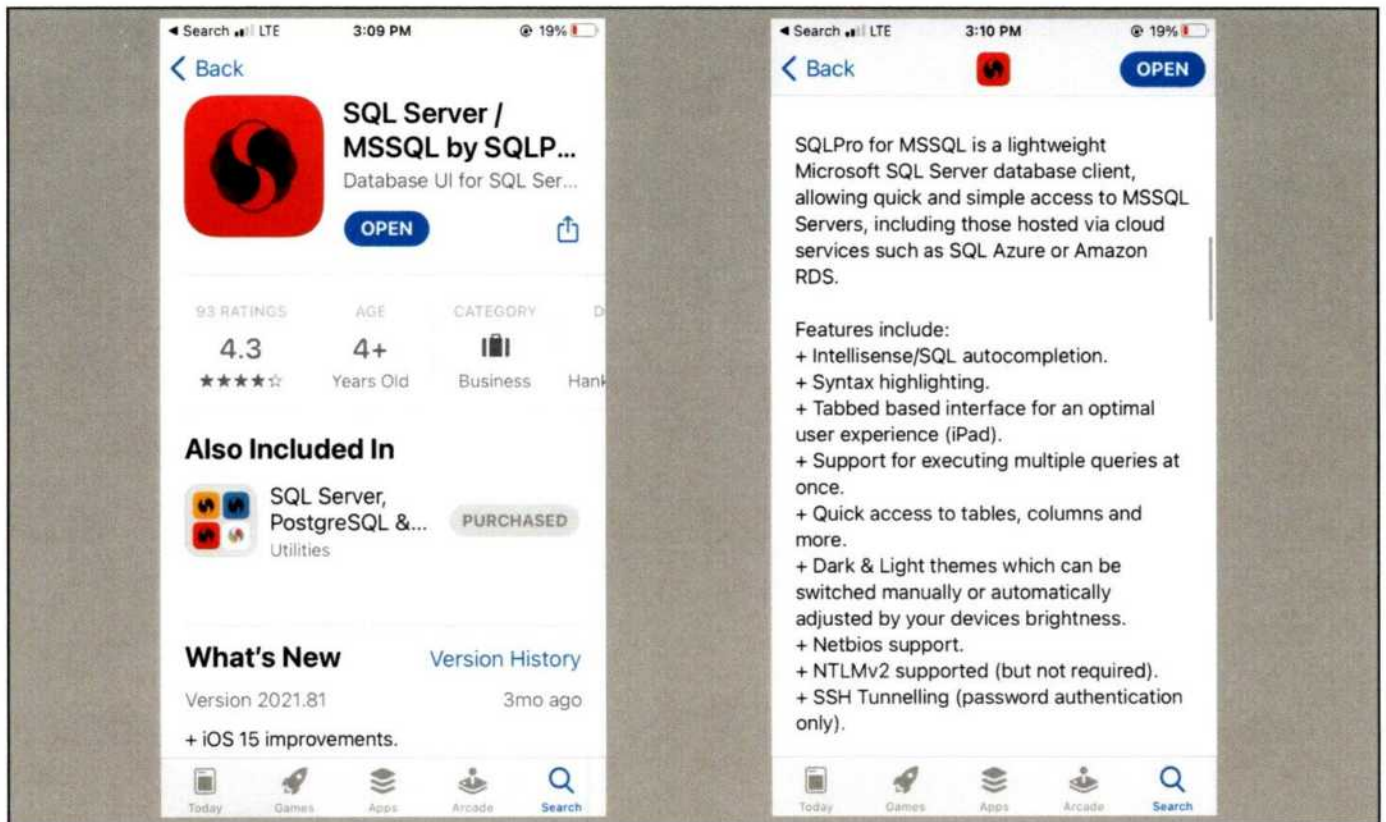 Search LTE 3:09 PM 19%
Back
SQL Server /
MSSQL by SQLP...
Database UI for SQL Ser...
OPEN
93 RATINGS AGE CATEGORY D
4.3 4+
Years Old Business Hank
Also Included In
SQL Server,
PostgreSQL &...
Utilities
PURCHASED
What's New Version History
Version 2021.81 3mo ago
+ iOS 15 improvements.
Today Games Apps Arcade Search
Search LTE 3:10 PM 19%
Back OPEN
SQLPro for MSSQL is a lightweight
Microsoft SQL Server database client,
allowing quick and simple access to MSSQL
Servers, including those hosted via cloud
services such as SQL Azure or Amazon
RDS.
Features include:
+ Intellisense/SQL autocompletion.
+ Syntax highlighting.
+ Tabbed based interface for an optimal
user experience (iPad).
+ Support for executing multiple queries at
once.
+ Quick access to tables, columns and
more.
+ Dark & Light themes which can be
switched manually or automatically
adjusted by your devices brightness.
+ Netbios support.
+ NTLMv2 supported (but not required).
+ SSH Tunnelling (password authentication
only).
Today Games Apps Arcade Search